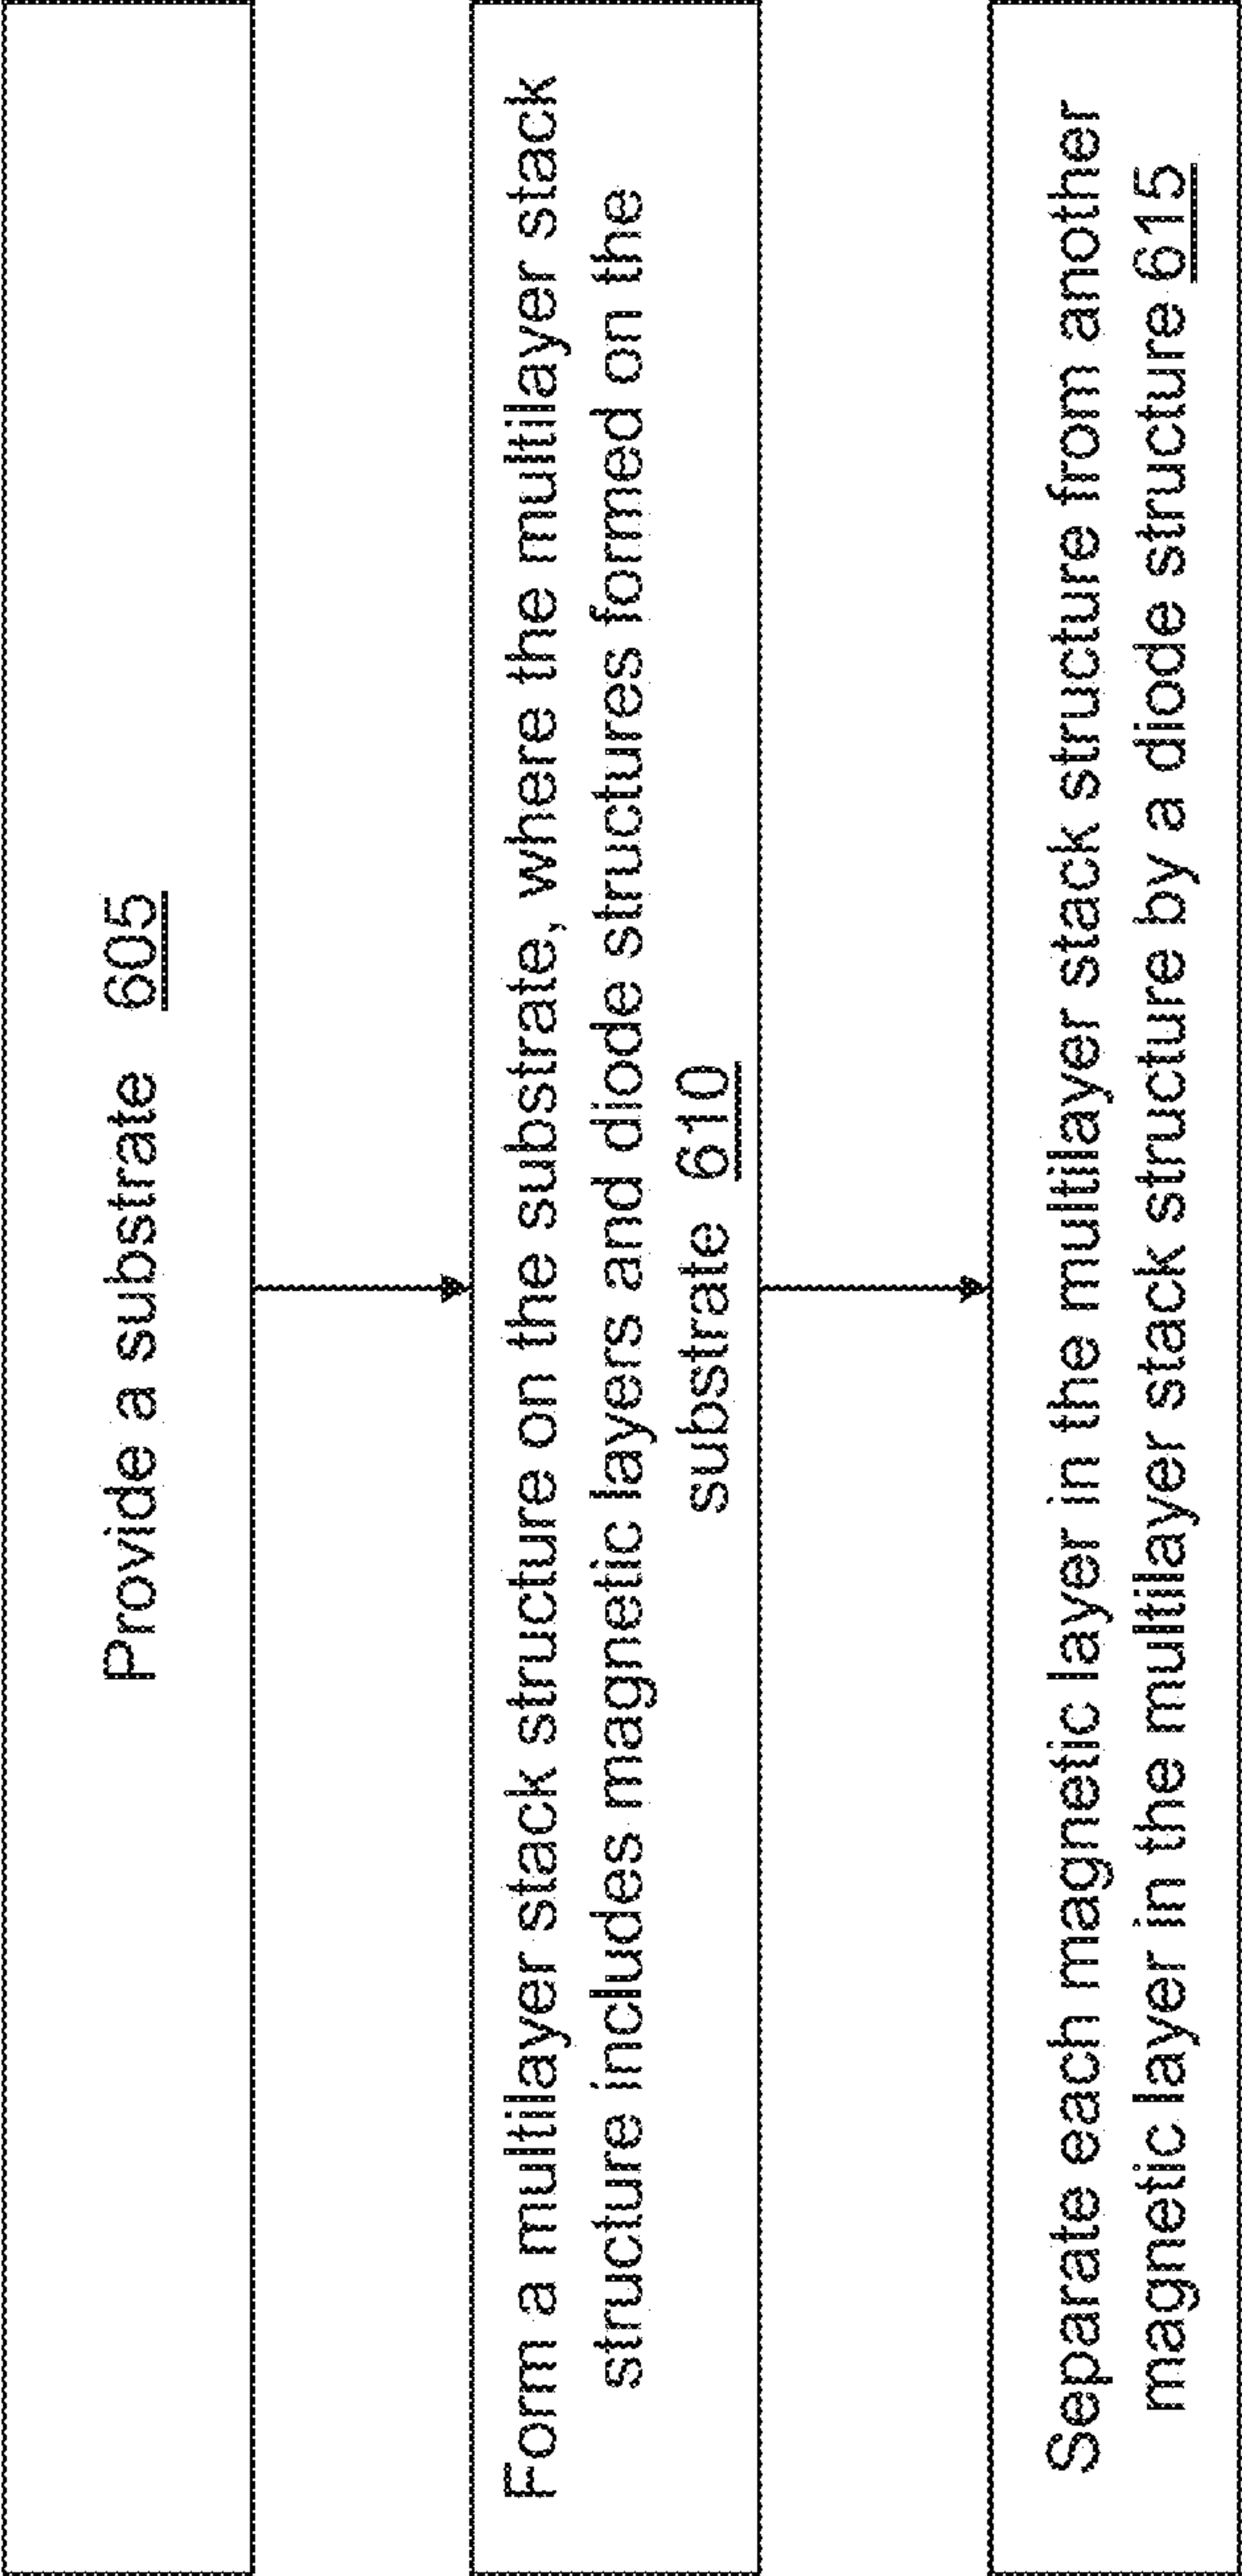 Provide a substrate 605
Form a multilayer stack structure on the substrate, where the multilayer stack
structure includes magnetic layers and diode structures formed on the
substrate 610
Separate each magnetic layer in the multilayer stack structure from another
magnetic layer in the multilayer stack structure by a diode structure 615